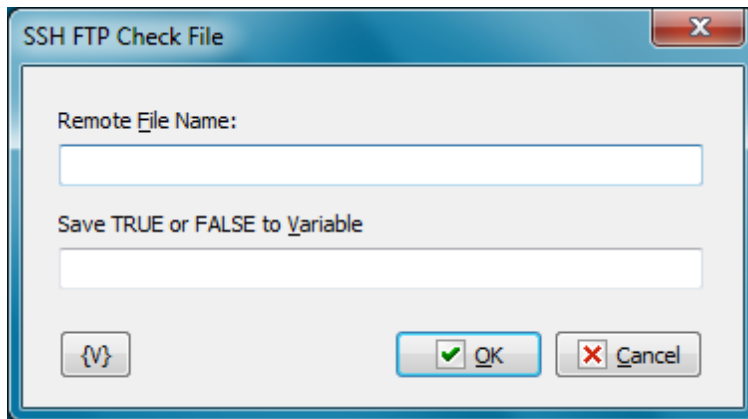 SSH FTP Check File
Remote File Name:
Save TRUE or FALSE to Variable
{V}
OK
Cancel